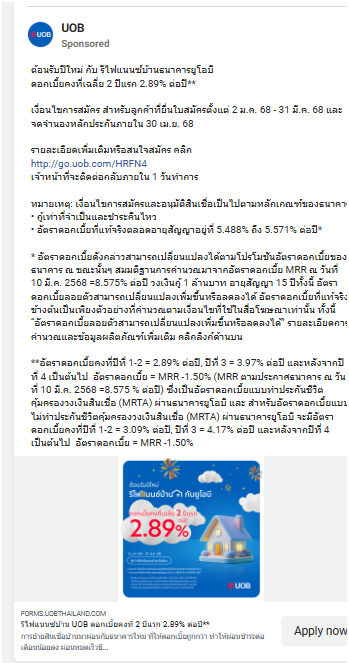 UOB
Sponsored
ต้อนรับปีใหม่ กับ รีไฟแนนซ์บ้านธนาคารยูโอบี
ดอกเบี้ยคงที่เฉลี่ย 2 ปีแรก 2.89% ต่อปี**
เงื่อนไขการสมัคร สำหรับลูกค้าที่ยื่นใบสมัครตั้งแต่ 2 ม.ค. 68 - 31 มี.ค. 68 และ
จดจำนองหลักประกันภายใน 30 เม.ย. 68
รายละเอียดเพิ่มเติมหรือสนใจสมัคร คลิก
http://go.uob.com/HRFN4
เจ้าหน้าที่จะติดต่อกลับภายใน 1 วันทำการ
หมายเหตุ: เงื่อนไขการสมัครและอนุมัติสินเชื่อเป็นไปตามหลักเกณฑ์ของธนาคาร
• กู้เท่าที่จำเป็นและชำระคืนไหว
• อัตราดอกเบี้ยที่แท้จริงตลอดอายุสัญญาอยู่ที่ 5.488% ถึง 5.571% ต่อปี*
* อัตราดอกเบี้ยดังกล่าวสามารถเปลี่ยนแปลงได้ตามโปรโมชันอัตราดอกเบี้ยของ
ธนาคาร ณ ขณะนั้นๆ สมมติฐานการคำนวณมาจากอัตราดอกเบี้ย MRR ณ วันที่
10 มี.ค. 2568 =8.575% ต่อปี วงเงินกู้ 1 ล้านบาท อายุสัญญา 15 ปีทั้งนี้ อัตรา
ดอกเบี้ยลอยตัวสามารถเปลี่ยนแปลงเพิ่มขึ้นหรือลดลงได้ อัตราดอกเบี้ยที่แท้จริง
ข้างต้นเป็นเพียงตัวอย่างที่คำนวณตามเงื่อนไขที่ใช้ในสื่อโฆษณาเท่านั้น ทั้งนี้
"อัตราดอกเบี้ยลอยตัวสามารถเปลี่ยนแปลงเพิ่มขึ้นหรือลดลงได้" รายละเอียดการ
คำนวณและข้อมูลผลิตภัณฑ์เพิ่มเติม คลิกลิงค์ด้านบน
**อัตราดอกเบี้ยคงที่ปีที่ 1-2 = 2.89% ต่อปี, ปีที่ 3 = 3.97% ต่อปี และหลังจากปี
ที่ 4 เป็นต้นไป อัตราดอกเบี้ย = MRR -1.50% (MRR ตามประกาศธนาคาร ณ วัน
ที่ 10 มี.ค. 2568 =8.575 % ต่อปี) ซึ่งเป็นอัตราดอกเบี้ยแบบทำประกันชีวิต
คุ้มครองวงเงินสินเชื่อ (MRTA) ผ่านธนาคารยูโอบี และ สำหรับอัตราดอกเบี้ยแบบ
ไม่ทำประกันชีวิตคุ้มครองวงเงินสินเชื่อ (MRTA) ผ่านธนาคารยูโอบี จะมีอัตรา
ดอกเบี้ยคงที่ปีที่ 1-2 = 3.09% ต่อปี, ปีที่ 3 = 4.17% ต่อปี และหลังจากปีที่ 4
เป็นต้นไป อัตราดอกเบี้ย = MRR -1.50%
ต้อนรับปีใหม่
รีไฟแนนซ์บ้าน กับยูโอบี
ดอกเบี้ยคงที่เฉลี่ย 2 ปีแรก
2.89%
UOB
FORMS.UOBTHAILAND.COM
รีไฟแนนซ์บ้าน UOB ดอกเบี้ยคงที่ 2 ปีแรก 2.89% ต่อปี**
การย้ายสินเชื่อบ้านมาผ่อนกับธนาคารใหม่ ที่ให้ดอกเบี้ยถูกกว่า ทำให้ผ่อนชำระต่อ
เดือนน้อยลง ผ่อนหมดเร็วขึ้...
Apply now